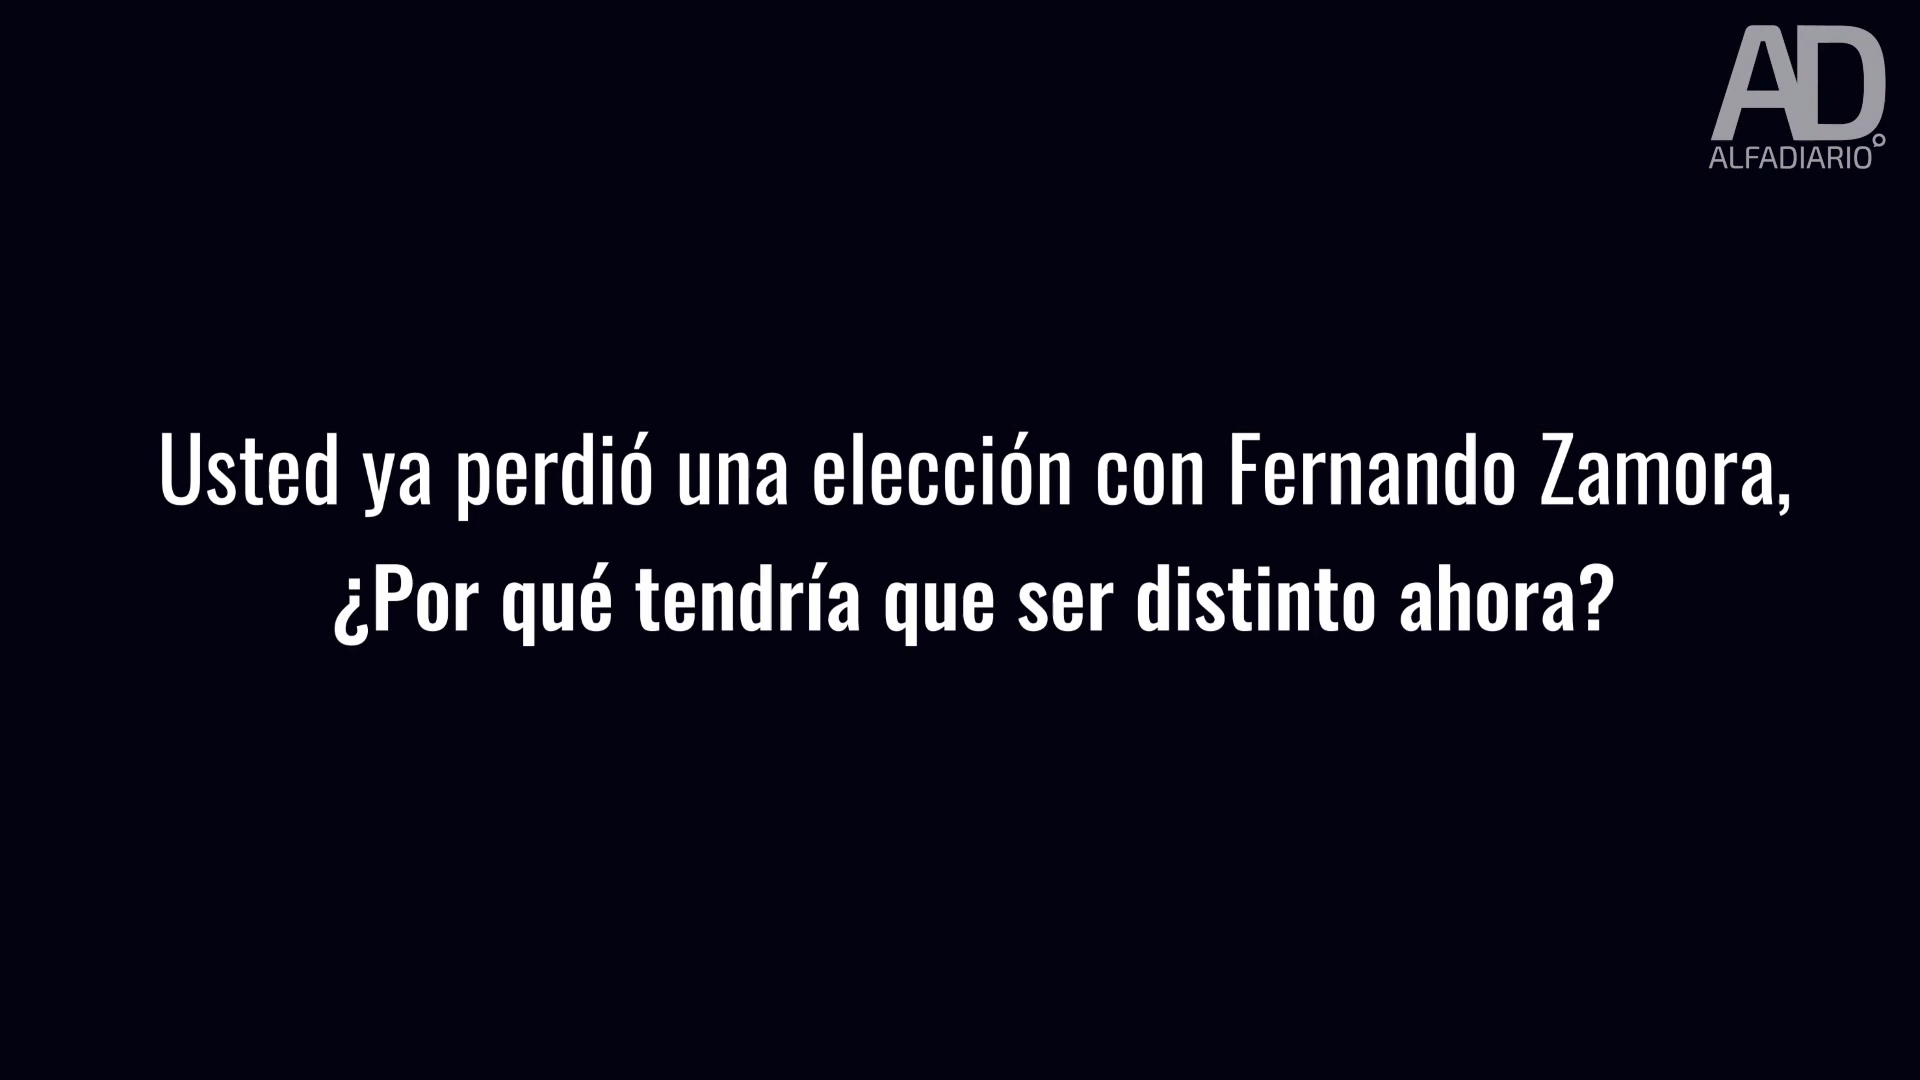 AD
ALFADIARIO
Usted ya perdió una elección con Fernando Zamora,
¿Por qué tendría que ser distinto ahora?